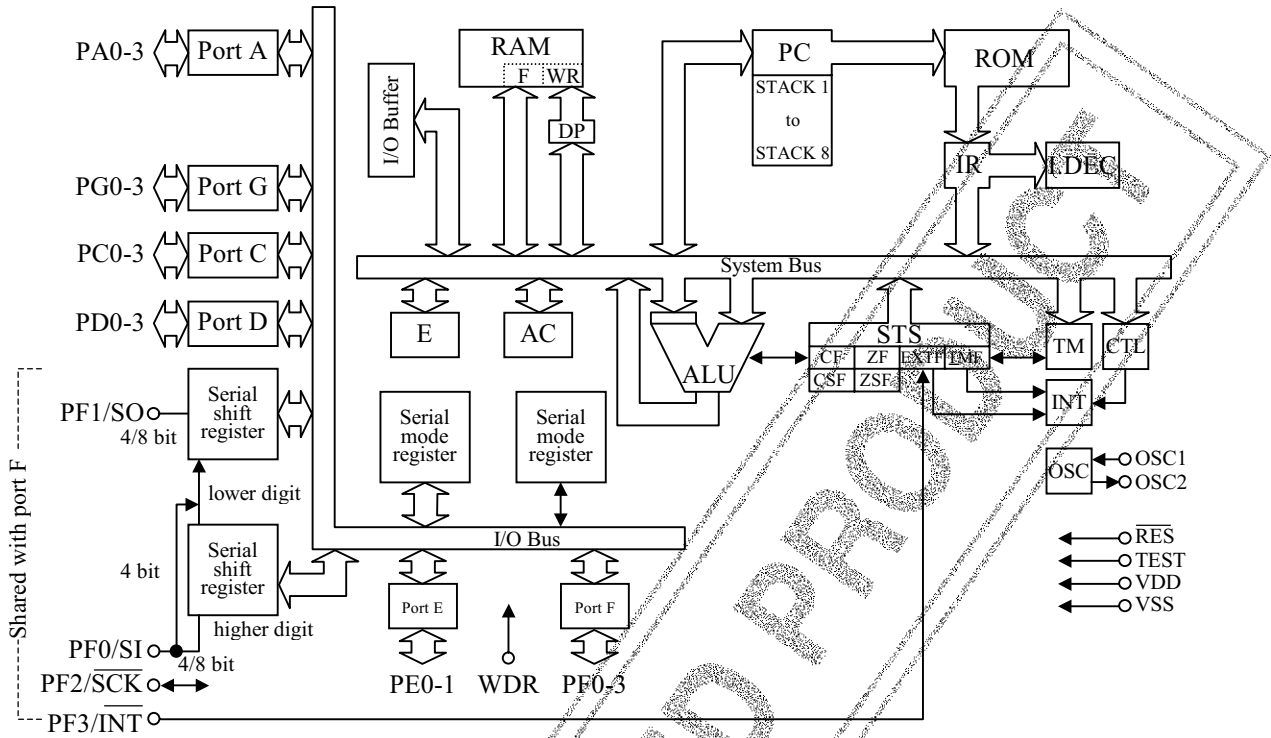 PA0-3
Port A
RAM
F
WR
DP
I/O Buffer
PC
STACK 1
to
STACK 8
ROM
IR
I.DEC
PG0-3
Port G
PC0-3
Port C
PD0-3
Port D
System Bus
E
AC
ALU
STS
CF
ZF
EXTF
TMF
CSF
ZSF
TM
CTL
INT
OSC
OSC1
OSC2
RES
TEST
VDD
VSS
Shared with port F
PF1/SO
4/8 bit
Serial
shift
register
lower digit
Serial
mode
register
Serial
mode
register
I/O Bus
4 bit
Serial
shift
register
higher digit
Port E
Port F
PF0/SI
4/8 bit
PF2/SCK
PE0-1
WDR
PF0-3
PF3/INT
D PRODUCT